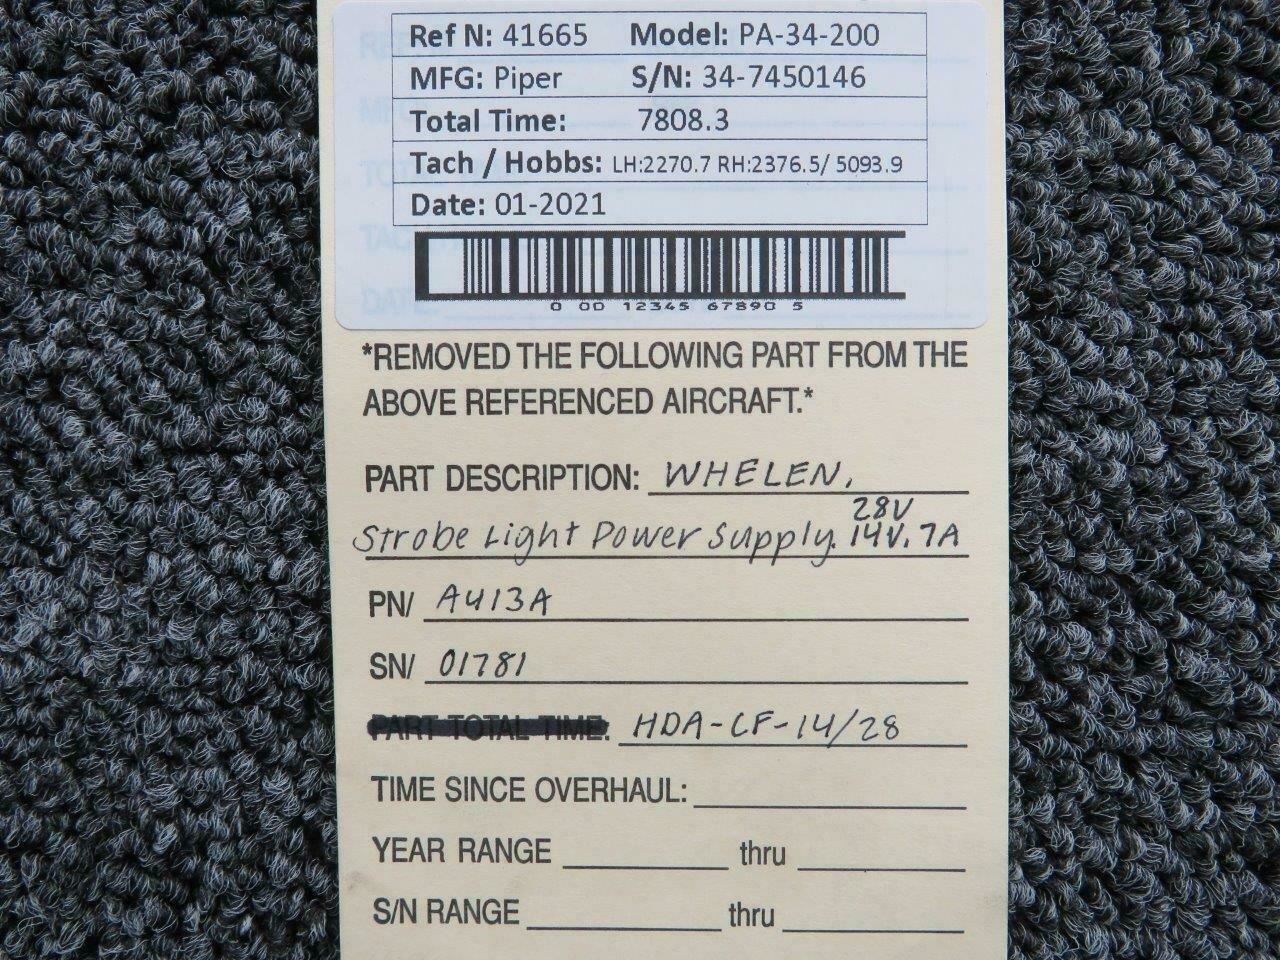 Ref N: 41665 Model: PA-34-200
MFG: Piper S/N: 34-7450146
Total Time: 7808.3
Tach / Hobbs: LH:2270.7 RH:2376.5/ 5093.9
Date: 01-2021
0 00 12345 67890 5
*REMOVED THE FOLLOWING PART FROM THE
ABOVE REFERENCED AIRCRAFT.*
PART DESCRIPTION: WHELEN,
28V
Strobe Light Power Supply. 14V. 7A
PN/ A413A
SN/ 01781
PART TOTAL TIME: HDA-CF-14/28
TIME SINCE OVERHAUL:
YEAR RANGE thru
S/N RANGE thru